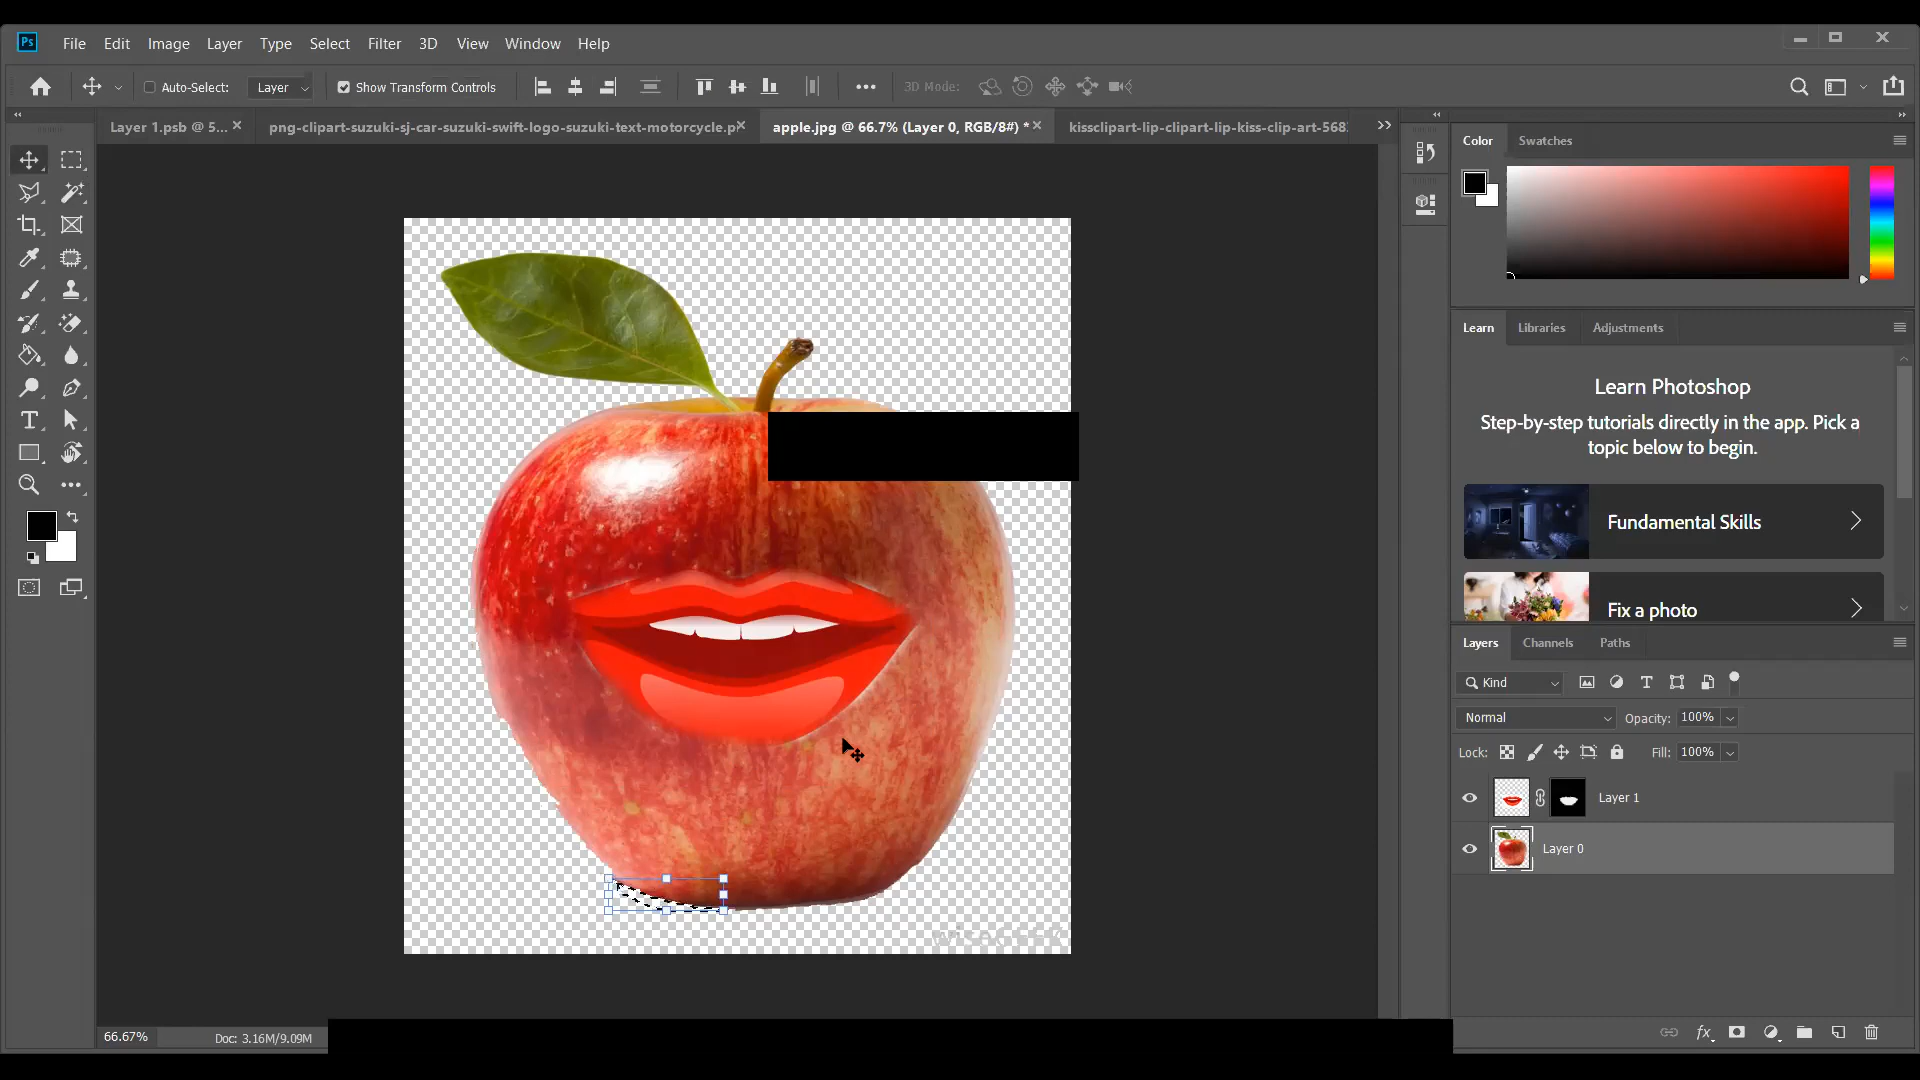 Ps File Edit Image Layer Type Select Filter 3D View Window Help
Auto-Select: Layer Show Transform Controls 3D Mode:
Layer 1.psb @ 5... png-clipart-suzuki-sj-car-suzuki-swift-logo-suzuki-text-motorcycle.p apple.jpg @ 66.7% (Layer 0, RGB/8#) * kissclipart-lip-clipart-lip-kiss-clip-art-568
Color Swatches
Learn Libraries Adjustments
Learn Photoshop
Step-by-step tutorials directly in the app. Pick a
topic below to begin.
Fundamental Skills
Fix a photo
Layers Channels Paths
Kind
Normal Opacity: 100%
Lock: Fill: 100%
Layer 1
Layer 0
66.67% Doc: 3.16M/9.09M